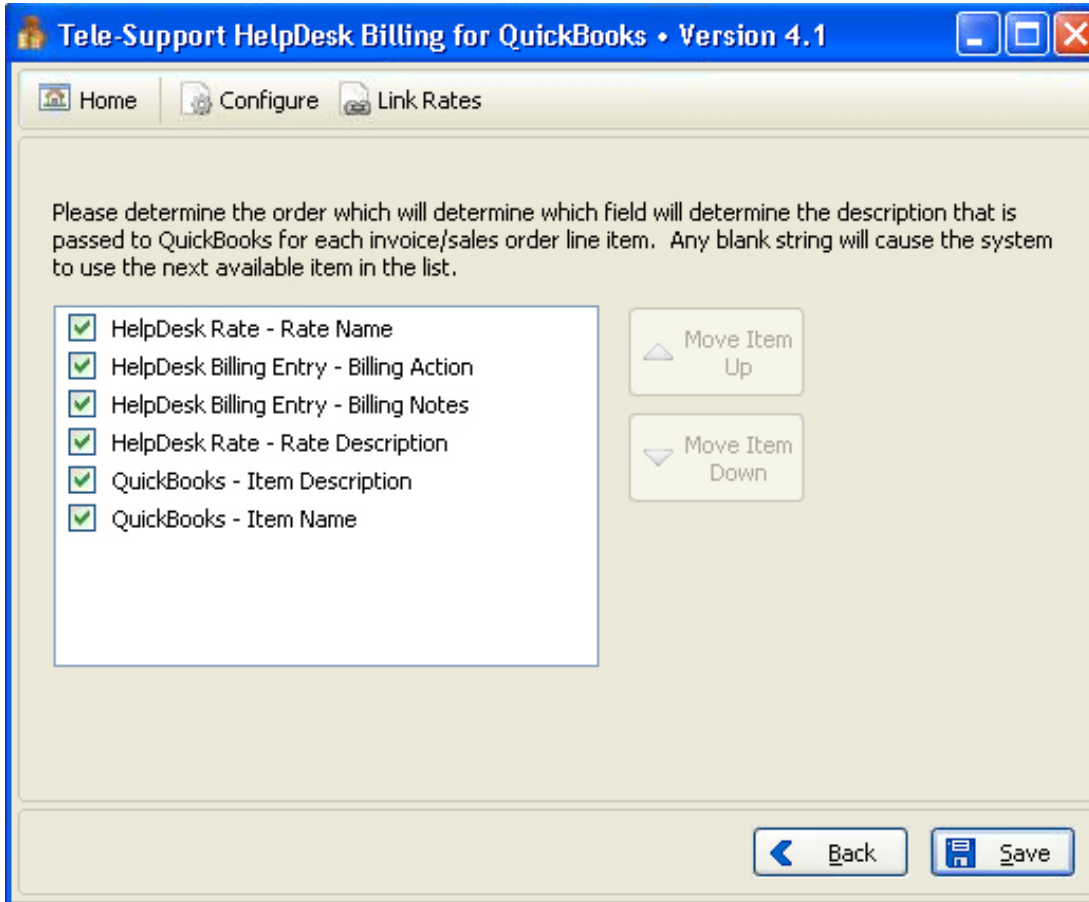 Tele-Support HelpDesk Billing for QuickBooks • Version 4.1
Home Configure Link Rates
Please determine the order which will determine which field will determine the description that is
passed to QuickBooks for each invoice/sales order line item. Any blank string will cause the system
to use the next available item in the list.
HelpDesk Rate - Rate Name
HelpDesk Billing Entry - Billing Action
HelpDesk Billing Entry - Billing Notes
HelpDesk Rate - Rate Description
QuickBooks - Item Description
QuickBooks - Item Name
Move Item
Up
Move Item
Down
Back Save